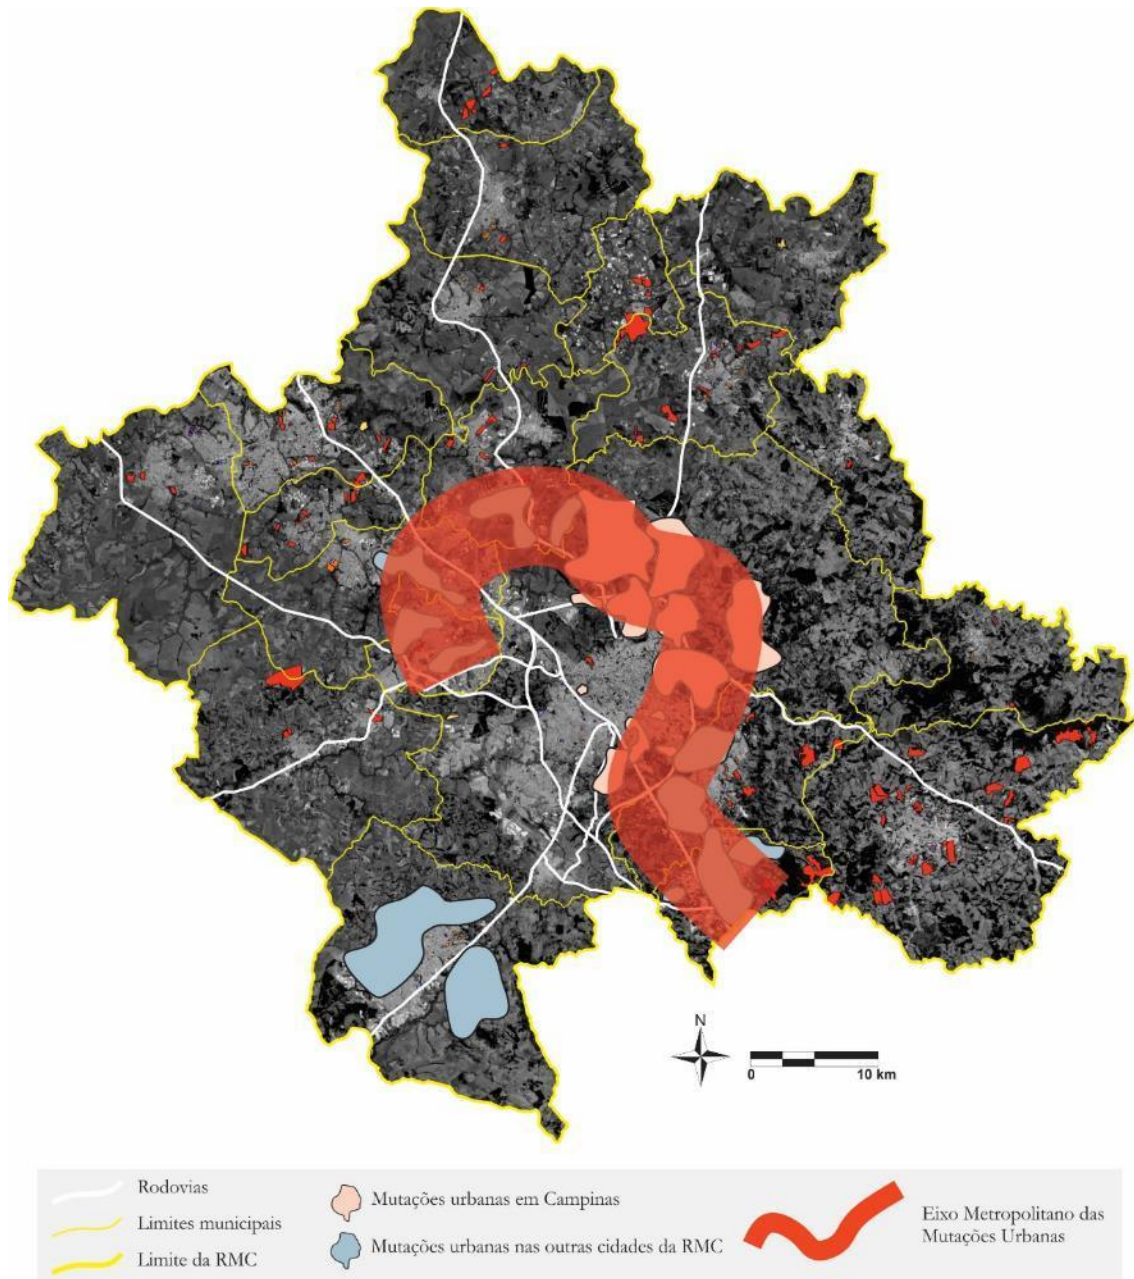 N
0 10 km
Rodovias
Limites municipais
Limite da RMC
Mutações urbanas em Campinas
Mutações urbanas nas outras cidades da RMC
Eixo Metropolitano das
Mutações Urbanas